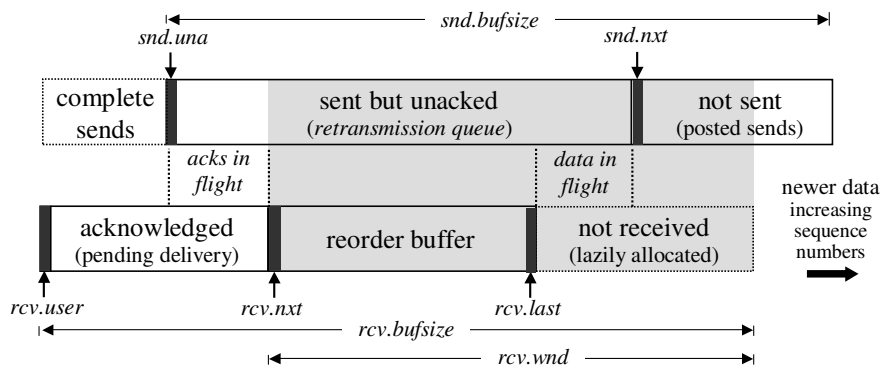 snd.bufsize
snd.una
snd.nxt
complete
sends
sent but unacked
(retransmission queue)
not sent
(posted sends)
acks in
flight
data in
flight
newer data
increasing
sequence
numbers
acknowledged
(pending delivery)
reorder buffer
not received
(lazily allocated)
rcv.user
rcv.nxt
rcv.last
rcv.bufsize
rcv.wnd